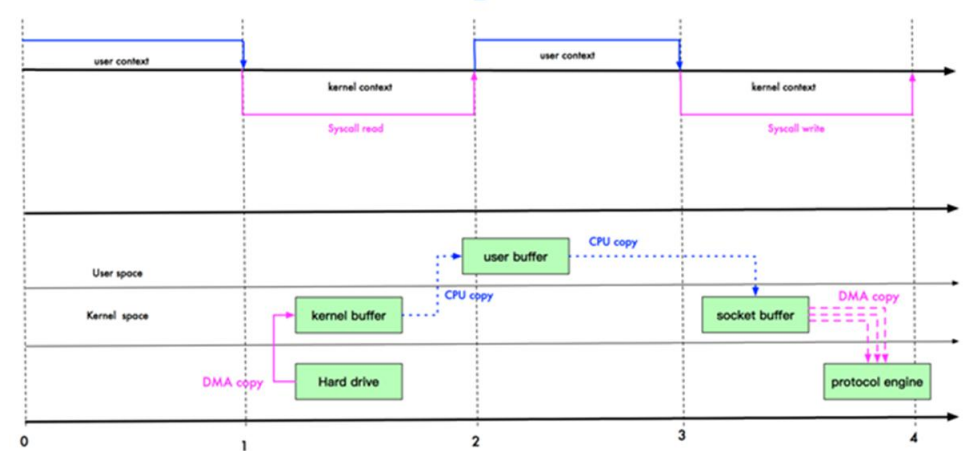 user context
user context
kernel context
kernel context
Syscall read
Syscall write
CPU copy
user buffer
User space
CPU copy
DMA copy
Kernel space
kernel buffer
socket buffer
DMA copy
Hard drive
protocol engine
0
1
2
3
4